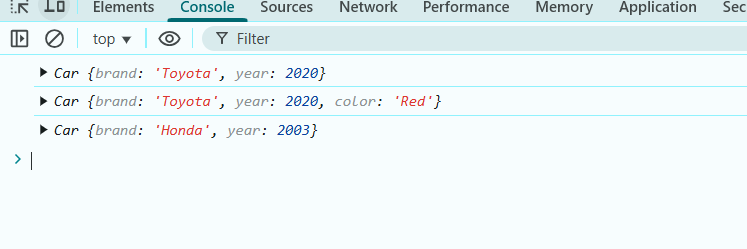 Elements Console Sources Network Performance Memory Application Sec
top ▼ Filter
▶ Car {brand: 'Toyota', year: 2020}
▶ Car {brand: 'Toyota', year: 2020, color: 'Red'}
▶ Car {brand: 'Honda', year: 2003}
>